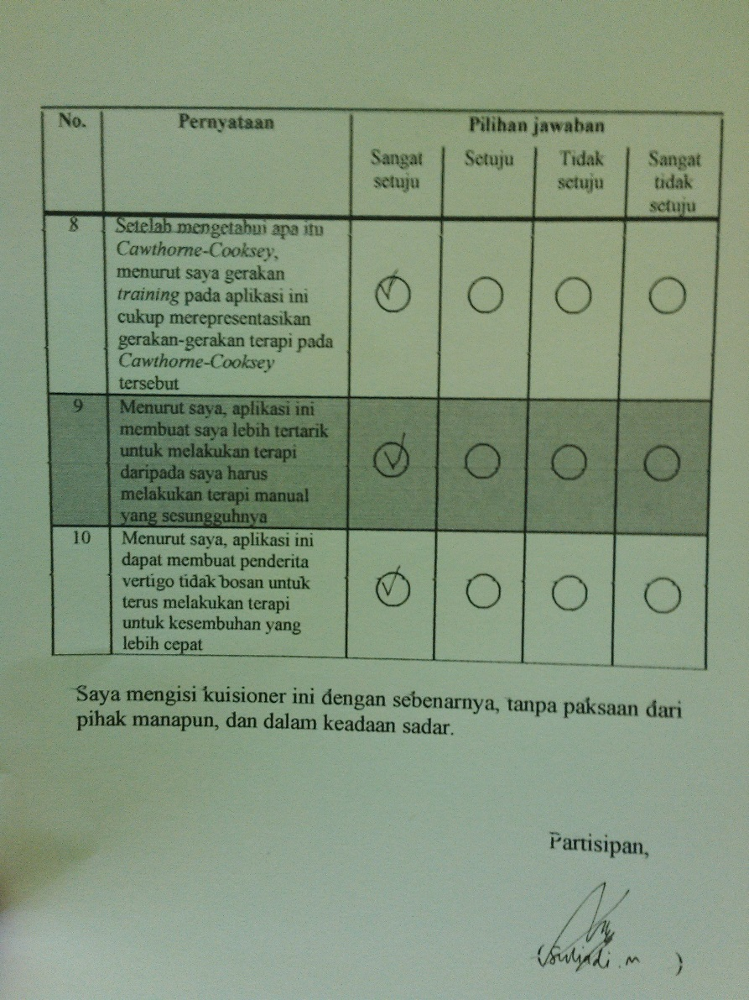 No.
Pernyataan
Pilihan jawaban
Sangat setuju
Setuju
Tidak setuju
Sangat tidak setuju
8
Setelah mengetahui apa itu
Cawthorne-Cooksey,
menurut saya gerakan
training pada aplikasi ini
cukup merepresentasikan
gerakan-gerakan terapi pada
Cawthorne-Cooksey
tersebut
9
Menurut saya, aplikasi ini
membuat saya lebih tertarik
untuk melakukan terapi
daripada saya harus
melakukan terapi manual
yang sesungguhnya
10
Menurut saya, aplikasi ini
dapat membuat penderita
vertigo tidak bosan untuk
terus melakukan terapi
untuk kesembuhan yang
lebih cepat
Saya mengisi kuisioner ini dengan sebenarnya, tanpa paksaan dari
pihak manapun, dan dalam keadaan sadar.
Partisipan,